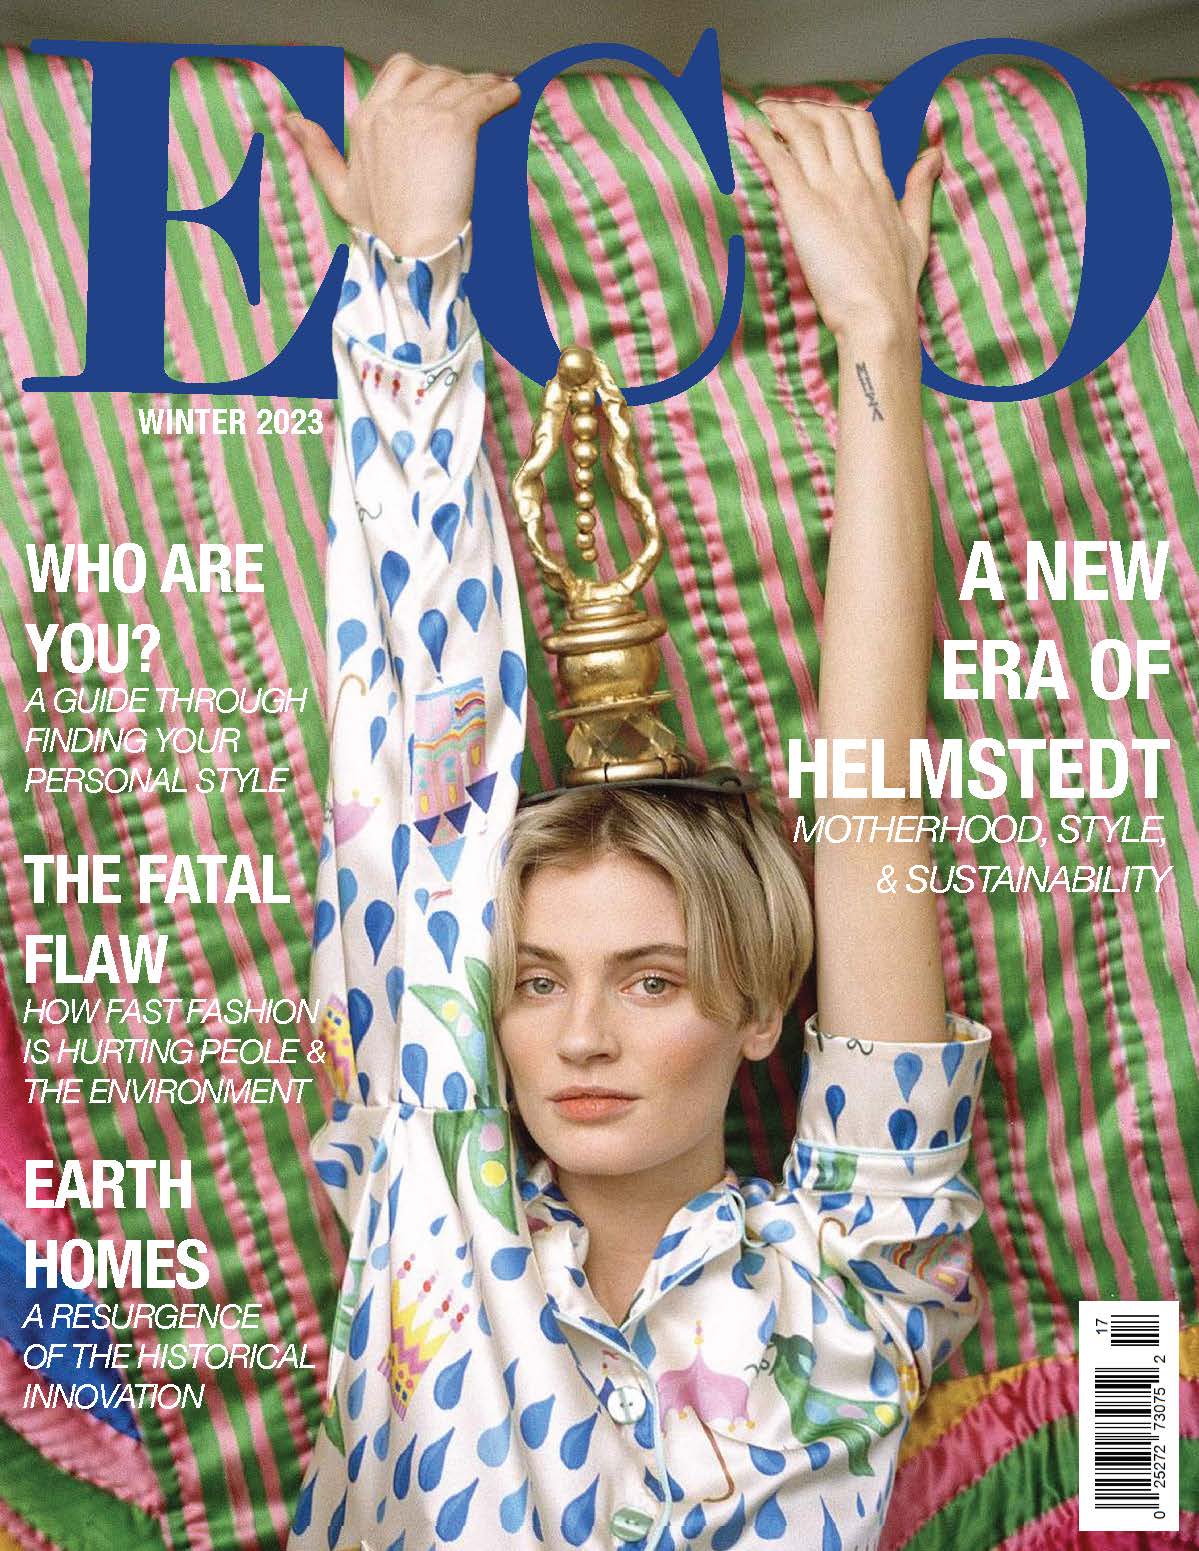 ECO
WINTER 2023
WHO ARE
YOU?
A GUIDE THROUGH
FINDING YOUR
PERSONAL STYLE
THE FATAL
FLAW
HOW FAST FASHION
IS HURTING PEOLE &
THE ENVIRONMENT
EARTH
HOMES
A RESURGENCE
OF THE HISTORICAL
INNOVATION
A NEW
ERA OF
HELMSTEDT
MOTHERHOOD, STYLE,
& SUSTAINABILITY
17
0 25272 73075 2